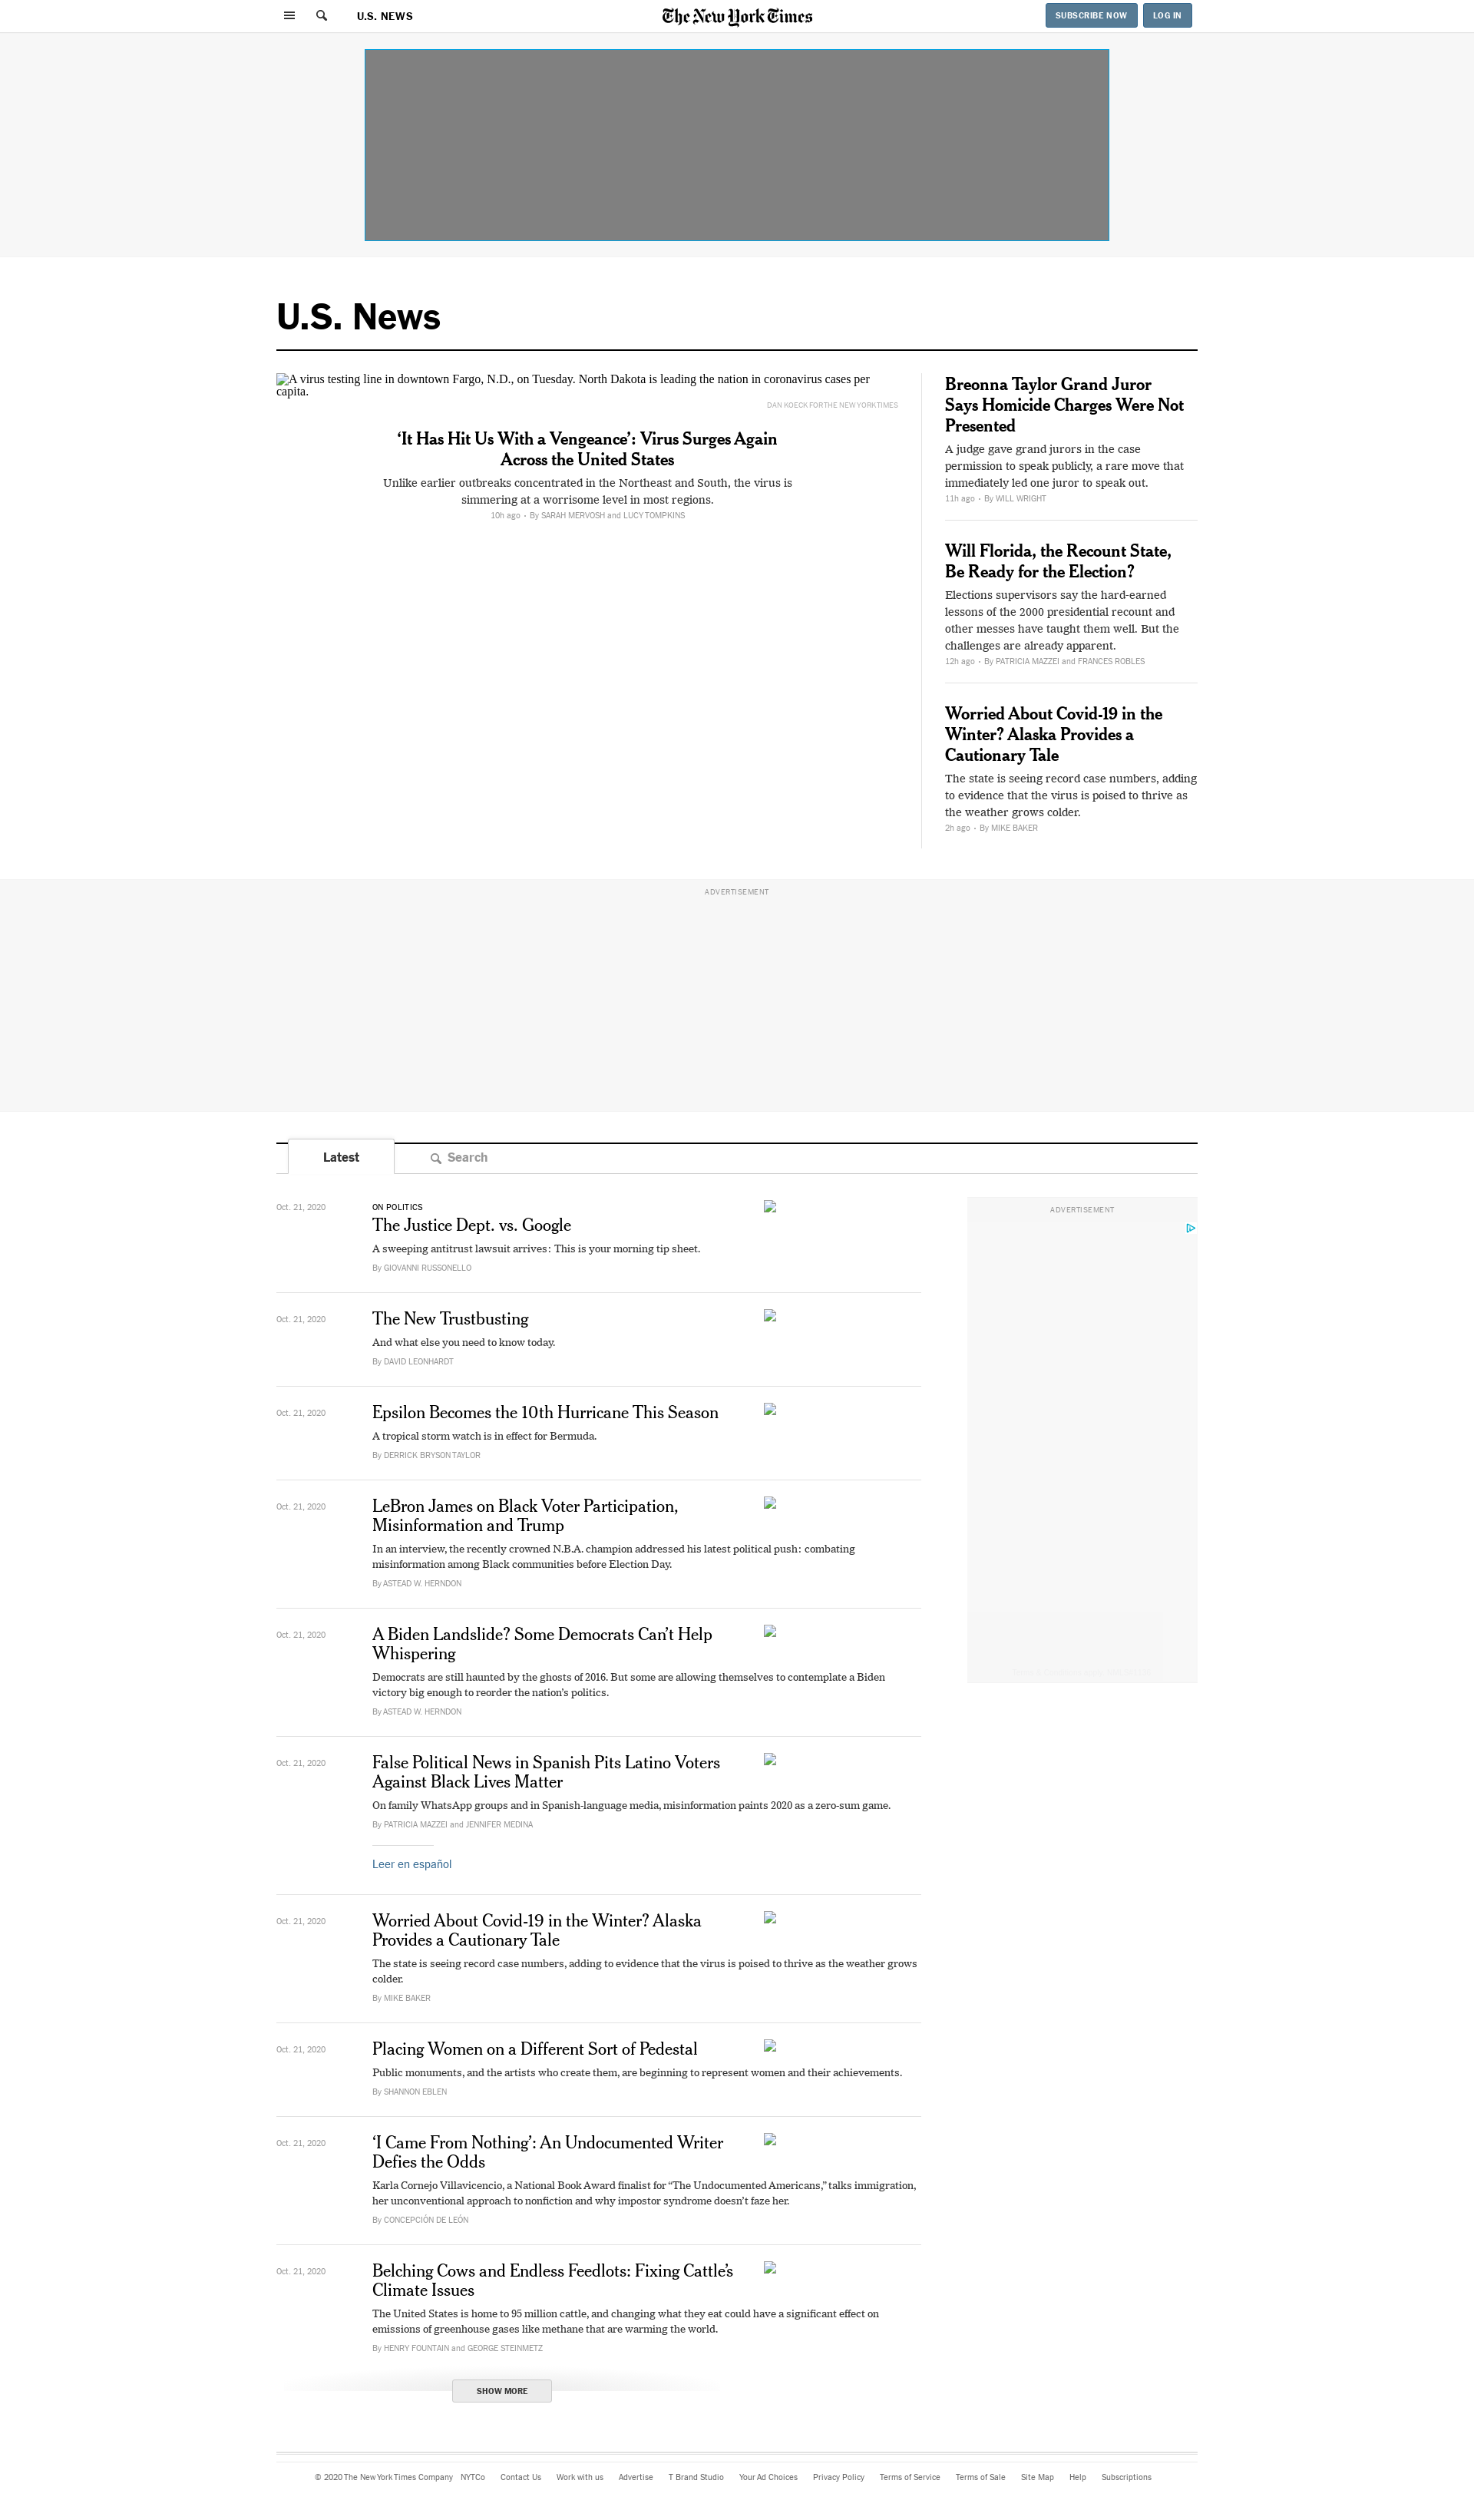 U.S. NEWS
The New York Times
SUBSCRIBE NOW
LOG IN
U.S. News
A virus testing line in downtown Fargo, N.D., on Tuesday. North Dakota is leading the nation in coronavirus cases per
capita.
DAN KOECK FOR THE NEW YORK TIMES
‘It Has Hit Us With a Vengeance’: Virus Surges Again
Across the United States
Unlike earlier outbreaks concentrated in the Northeast and South, the virus is
simmering at a worrisome level in most regions.
10h ago • By SARAH MERVOSH and LUCY TOMPKINS
Breonna Taylor Grand Juror
Says Homicide Charges Were Not
Presented
A judge gave grand jurors in the case
permission to speak publicly, a rare move that
immediately led one juror to speak out.
11h ago • By WILL WRIGHT
Will Florida, the Recount State,
Be Ready for the Election?
Elections supervisors say the hard-earned
lessons of the 2000 presidential recount and
other messes have taught them well. But the
challenges are already apparent.
12h ago • By PATRICIA MAZZEI and FRANCES ROBLES
Worried About Covid-19 in the
Winter? Alaska Provides a
Cautionary Tale
The state is seeing record case numbers, adding
to evidence that the virus is poised to thrive as
the weather grows colder.
2h ago • By MIKE BAKER
ADVERTISEMENT
Latest
Search
Oct. 21, 2020
ON POLITICS
The Justice Dept. vs. Google
A sweeping antitrust lawsuit arrives: This is your morning tip sheet.
By GIOVANNI RUSSONELLO
ADVERTISEMENT
Oct. 21, 2020
The New Trustbusting
And what else you need to know today.
By DAVID LEONHARDT
Oct. 21, 2020
Epsilon Becomes the 10th Hurricane This Season
A tropical storm watch is in effect for Bermuda.
By DERRICK BRYSON TAYLOR
Oct. 21, 2020
LeBron James on Black Voter Participation,
Misinformation and Trump
In an interview, the recently crowned N.B.A. champion addressed his latest political push: combating
misinformation among Black communities before Election Day.
By ASTEAD W. HERNDON
Oct. 21, 2020
A Biden Landslide? Some Democrats Can’t Help
Whispering
Democrats are still haunted by the ghosts of 2016. But some are allowing themselves to contemplate a Biden
victory big enough to reorder the nation’s politics.
By ASTEAD W. HERNDON
Oct. 21, 2020
False Political News in Spanish Pits Latino Voters
Against Black Lives Matter
On family WhatsApp groups and in Spanish-language media, misinformation paints 2020 as a zero-sum game.
By PATRICIA MAZZEI and JENNIFER MEDINA
Leer en español
Oct. 21, 2020
Worried About Covid-19 in the Winter? Alaska
Provides a Cautionary Tale
The state is seeing record case numbers, adding to evidence that the virus is poised to thrive as the weather grows
colder.
By MIKE BAKER
Oct. 21, 2020
Placing Women on a Different Sort of Pedestal
Public monuments, and the artists who create them, are beginning to represent women and their achievements.
By SHANNON EBLEN
Oct. 21, 2020
‘I Came From Nothing’: An Undocumented Writer
Defies the Odds
Karla Cornejo Villavicencio, a National Book Award finalist for “The Undocumented Americans,” talks immigration,
her unconventional approach to nonfiction and why impostor syndrome doesn’t faze her.
By CONCEPCIÓN DE LEÓN
Oct. 21, 2020
Belching Cows and Endless Feedlots: Fixing Cattle’s
Climate Issues
The United States is home to 95 million cattle, and changing what they eat could have a significant effect on
emissions of greenhouse gases like methane that are warming the world.
By HENRY FOUNTAIN and GEORGE STEINMETZ
SHOW MORE
© 2020 The New York Times Company NYTCo Contact Us Work with us Advertise T Brand Studio Your Ad Choices Privacy Policy Terms of Service Terms of Sale Site Map Help Subscriptions